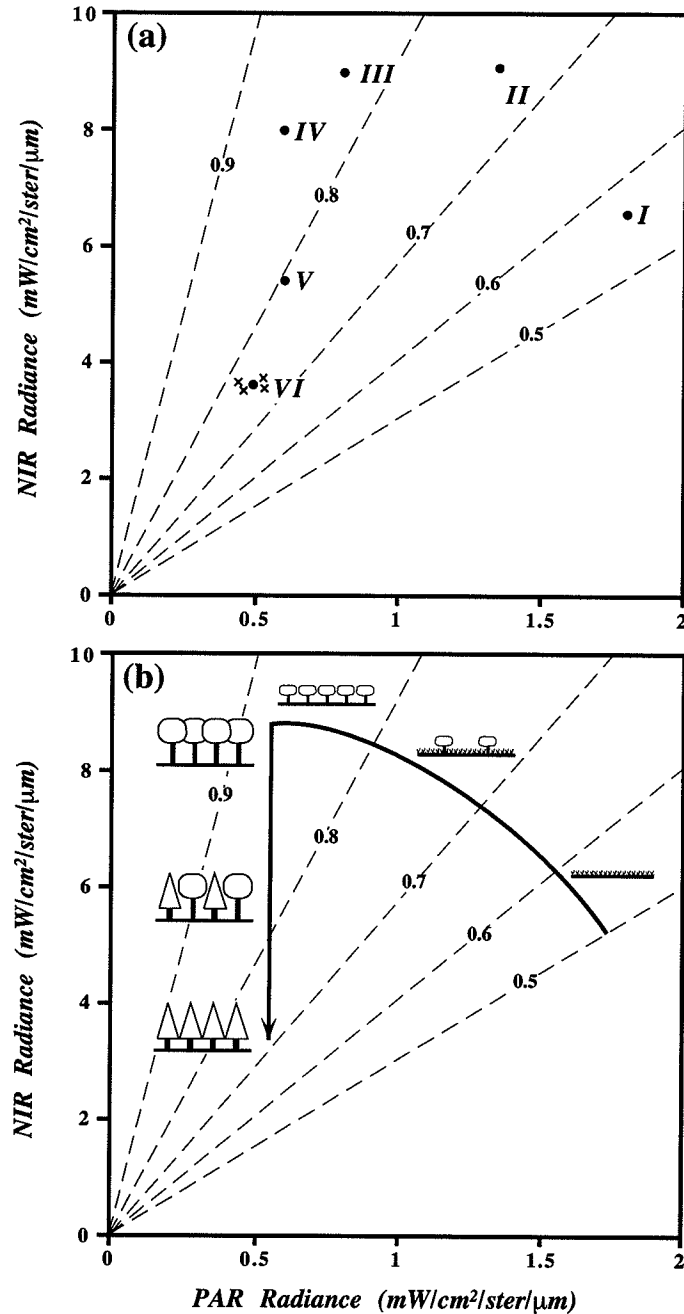 (a)
10
8
6
4
2
0
NIR Radiance (mW/cm²/ster/μm)
III
II
IV
0.9
0.8
0.7
I
0.6
V
0.5
VI
0
0.5
1
1.5
2
(b)
10
8
6
4
2
0
NIR Radiance (mW/cm²/ster/μm)
0.9
0.8
0.7
0.6
0.5
0
0.5
1
1.5
2
PAR Radiance (mW/cm²/ster/μm)